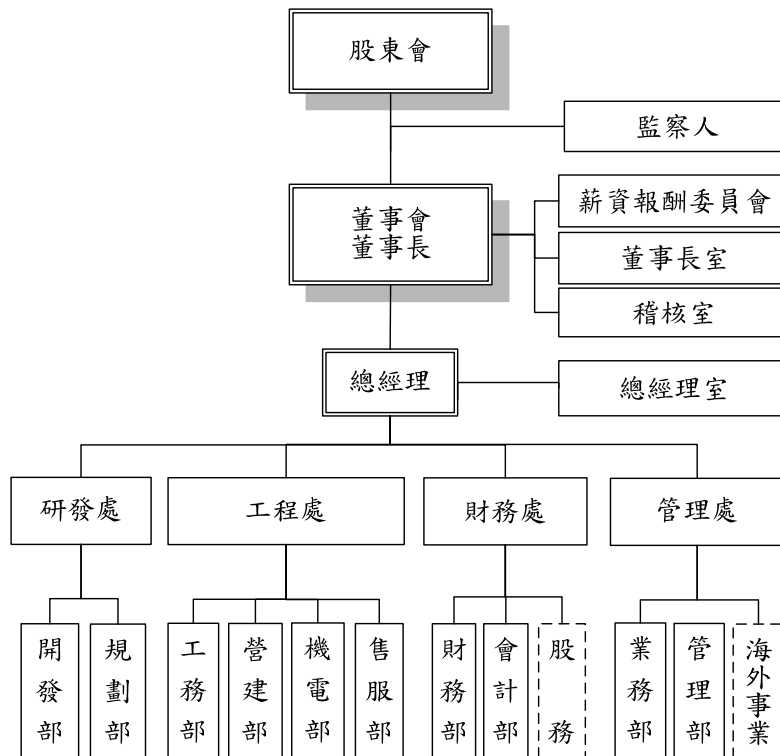 股東會
監察人
董事會
董事長
薪資報酬委員會
董事長室
稽核室
總經理
總經理室
研發處
工程處
財務處
管理處
開發部
規劃部
工務部
營建部
機電部
售服部
財務部
會計部
股務
業務部
管理部
海外事業